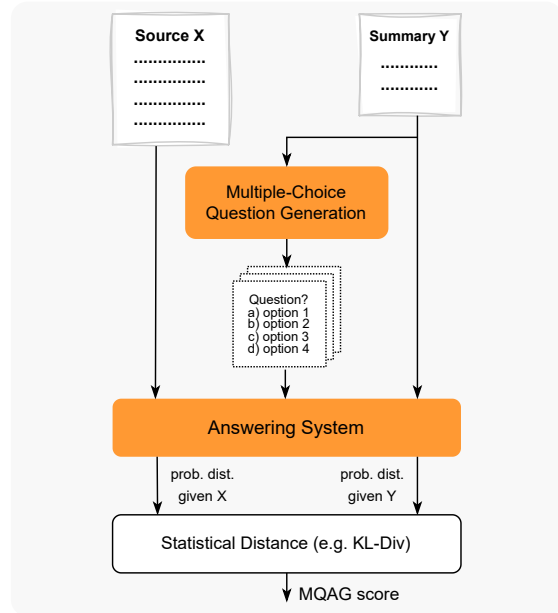 Source X
...............
...............
...............
...............
Summary Y
............
............
Multiple-Choice
Question Generation
Question?
a) option 1
b) option 2
c) option 3
d) option 4
Answering System
prob. dist.
given X
prob. dist.
given Y
Statistical Distance (e.g. KL-Div)
MQAG score